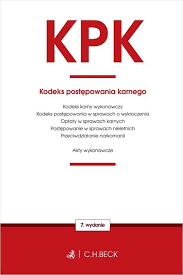 KPK
Kodeks postępowania karnego
Kodeks karny wykonawczy
Kodeks postępowania w sprawach o wykroczenia
Opłaty w sprawach karnych
Postępowanie w sprawach nieletnich
Przeciwdziałanie narkomanii
Akty wykonawcze
7. wydanie
C.H.BECK